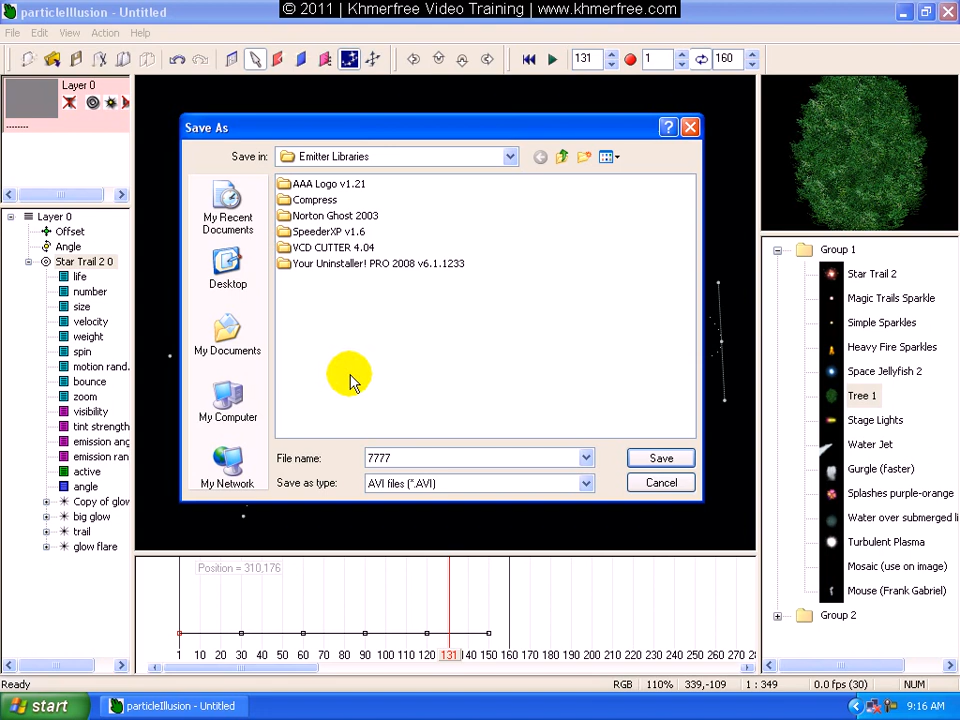 © 2011 | Khmerfree Video Training | www.khmerfree.com
particleIllusion - Untitled
File Edit View Action Help
131
1
160
Layer 0
Save As
Save in: Emitter Libraries
My Recent Documents
Desktop
My Documents
My Computer
My Network
AAA Logo v1.21
Compress
Norton Ghost 2003
SpeederXP v1.6
VCD CUTTER 4.04
Your Uninstaller! PRO 2008 v6.1.1233
File name: 7777 Save
Save as type: AVI files (*.AVI) Cancel
Layer 0
Offset
Angle
Star Trail 2 0
life
number
size
velocity
weight
spin
motion rand.
bounce
zoom
visibility
tint strength
emission ang
emission ran
active
angle
Copy of glow
big glow
trail
glow flare
Group 1
Star Trail 2
Magic Trails Sparkle
Simple Sparkles
Heavy Fire Sparkles
Space Jellyfish 2
Tree 1
Stage Lights
Water Jet
Gurgle (faster)
Splashes purple-orange
Water over submerged li
Turbulent Plasma
Mosaic (use on image)
Mouse (Frank Gabriel)
Group 2
Position = 310,176
1 10 20 30 40 50 60 70 80 90 100 110 120 131 140 150 160 170 180 190 200 210 220 230 240 250 260 270
Ready RGB 110% 339,-109 1 : 349 0.0 fps (30) NUM
start particleIllusion - Untitled 9:16 AM